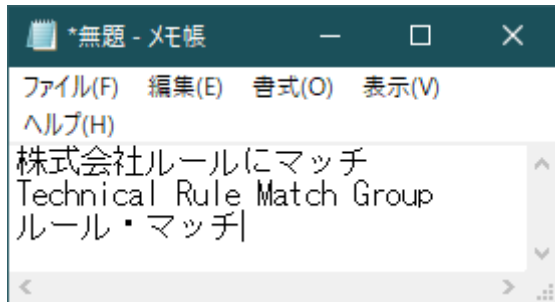 *無題 - メモ帳
ファイル(F) 編集(E) 書式(O) 表示(V)
ヘルプ(H)
株式会社ルールにマッチ
Technical Rule Match Group
ルール・マッチ